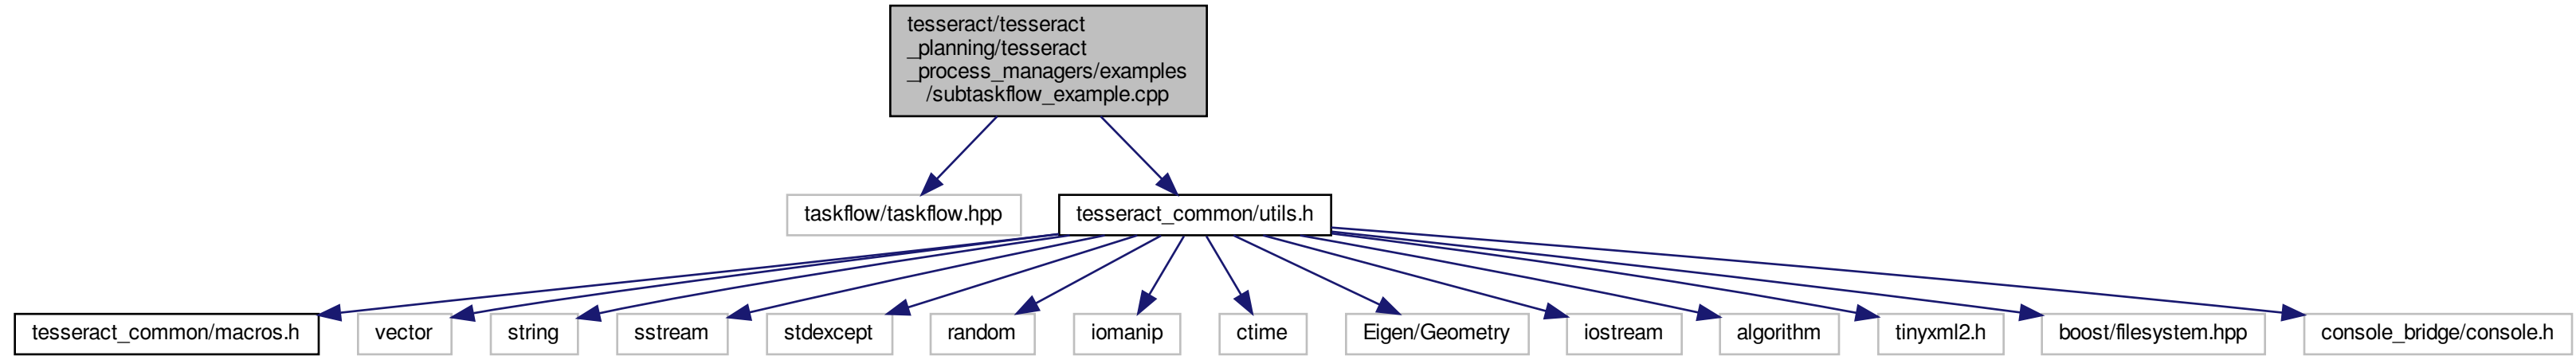 tesseract/tesseract
_planning/tesseract
_process_managers/examples
/subtaskflow_example.cpp
taskflow/taskflow.hpp
tesseract_common/utils.h
tesseract_common/macros.h
vector
string
sstream
stdexcept
random
iomanip
ctime
Eigen/Geometry
iostream
algorithm
tinyxml2.h
boost/filesystem.hpp
console_bridge/console.h